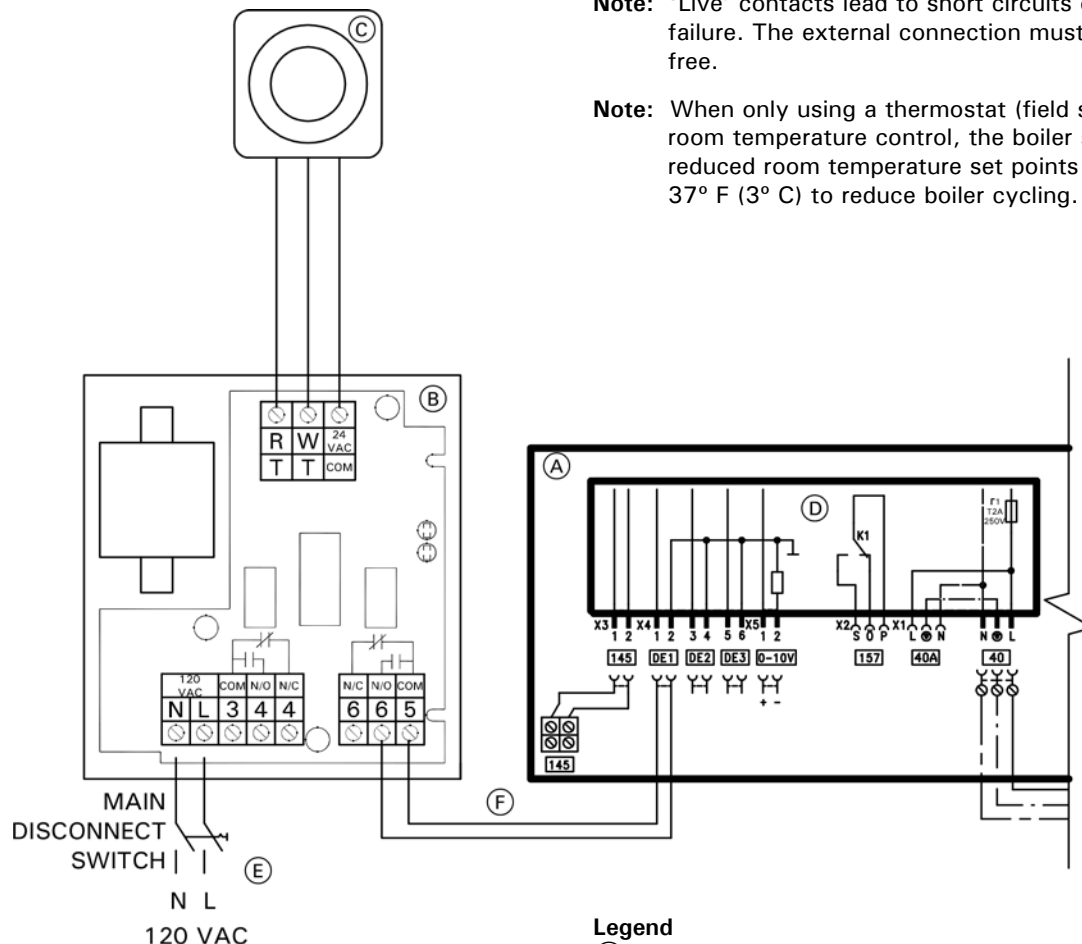 Note: "Live" contacts lead to short circuits
failure. The external connection must
free.
Note: When only using a thermostat (field
room temperature control, the boiler
reduced room temperature set points
37° F (3° C) to reduce boiler cycling.
C
B
R W 24 VAC
T T COM
A
D
K1
F1
T2A
250V
X3 1 2 X4 1 2 3 4 5 6 X5 1 2 X2 S O P X1 L N N L
145 DE1 DE2 DE3 0-10V 157 40A 40
+ -
145
120 VAC COM N/O N/C
N L 3 4 4
N/C N/O COM
6 6 5
F
MAIN
DISCONNECT
SWITCH
E
N L
120 VAC
Legend